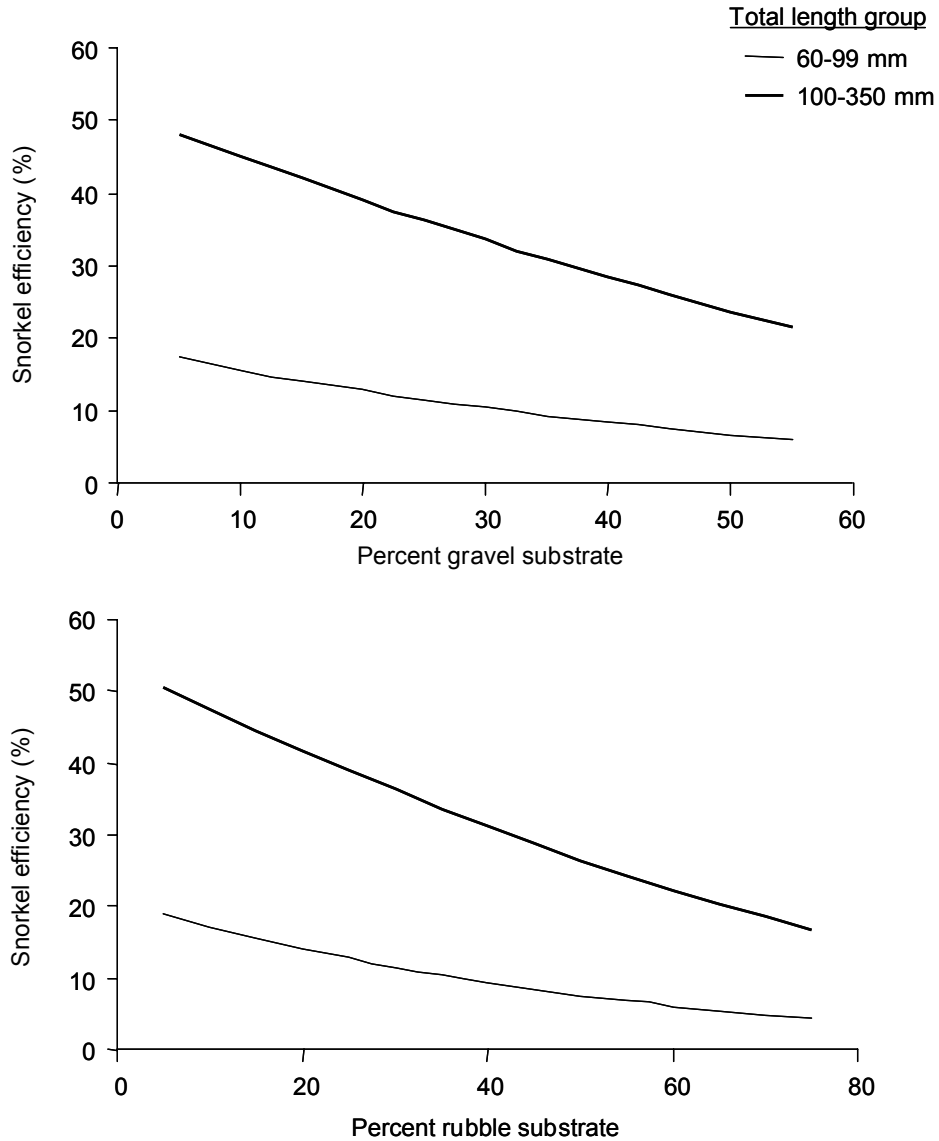 Total length group
60-99 mm
100-350 mm
60
50
40
30
20
10
0
Snorkel efficiency (%)
0 10 20 30 40 50 60
Percent gravel substrate
60
50
40
30
20
10
0
Snorkel efficiency (%)
0 20 40 60 80
Percent rubble substrate